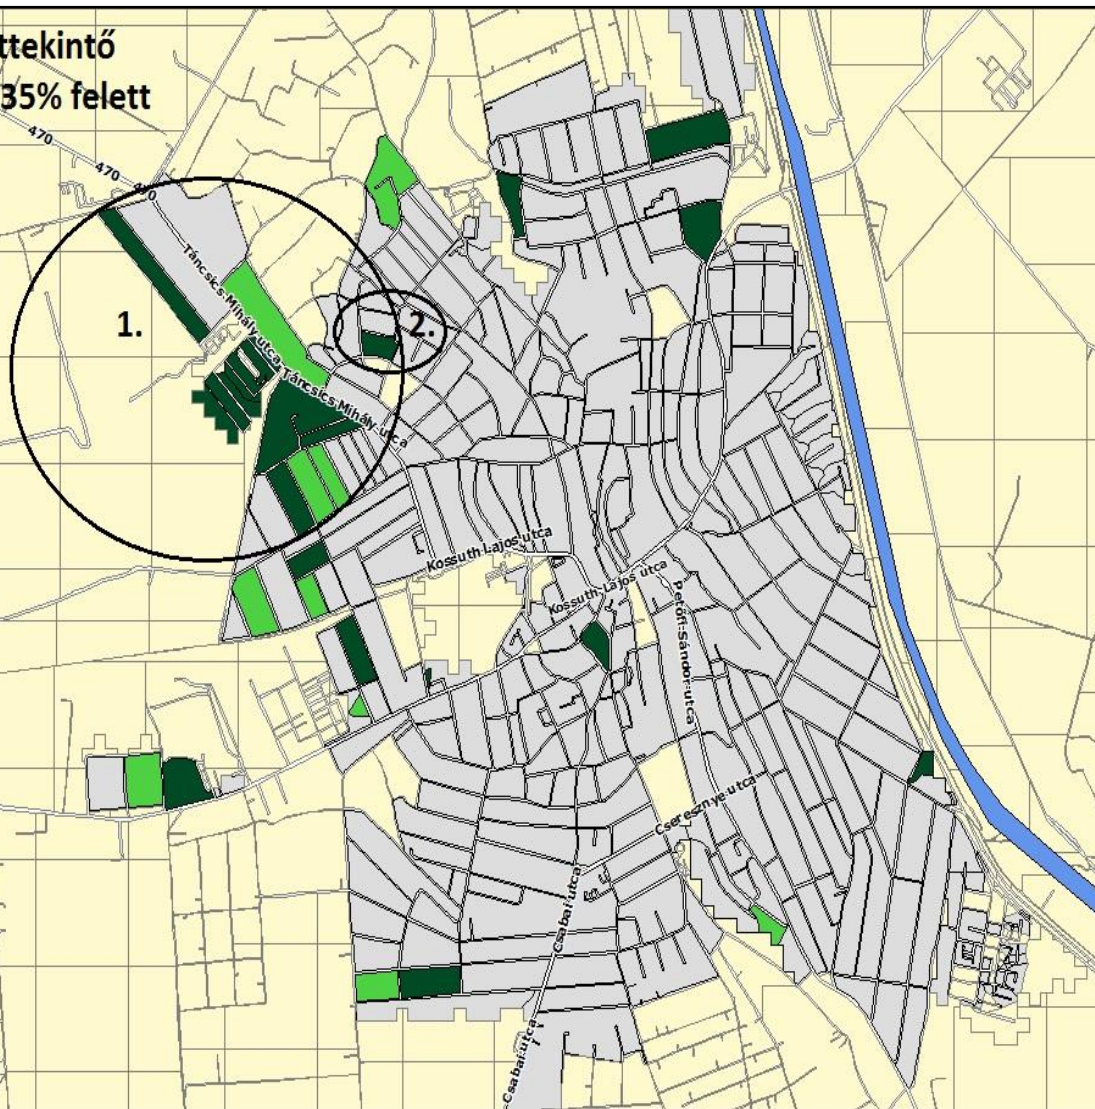 ttekintő
35% felett
470
470
470
Táncsics Mihály utca
1.
2.
Táncsics Mihály utca
Kossuth Lajos utca
Kossuth Lajos utca
Petőfi Sándor utca
Cseresznye utca
Csabai utca
Csabai utca